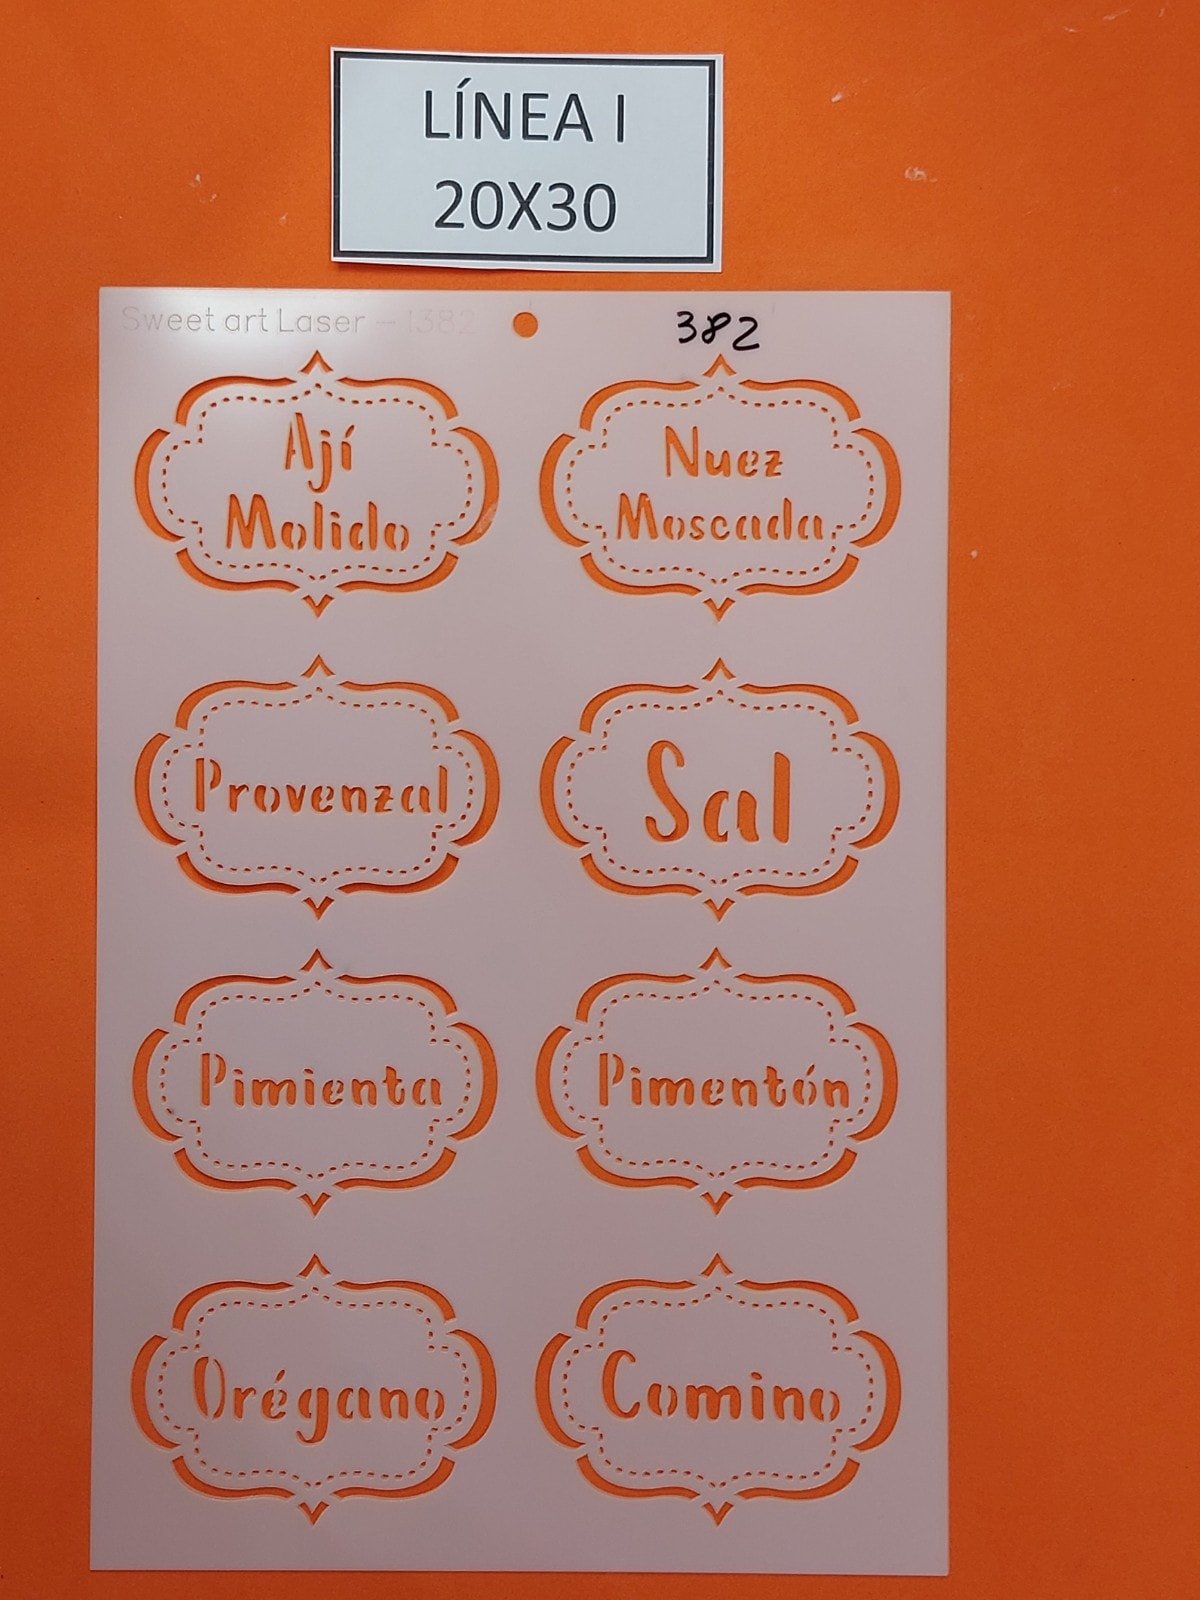 LÍNEA I
20X30
Sweet art Laser - 1382
382
Ají
Molido
Nuez
Moscada
Provenzal
Sal
Pimienta
Pimentón
Orégano
Comino